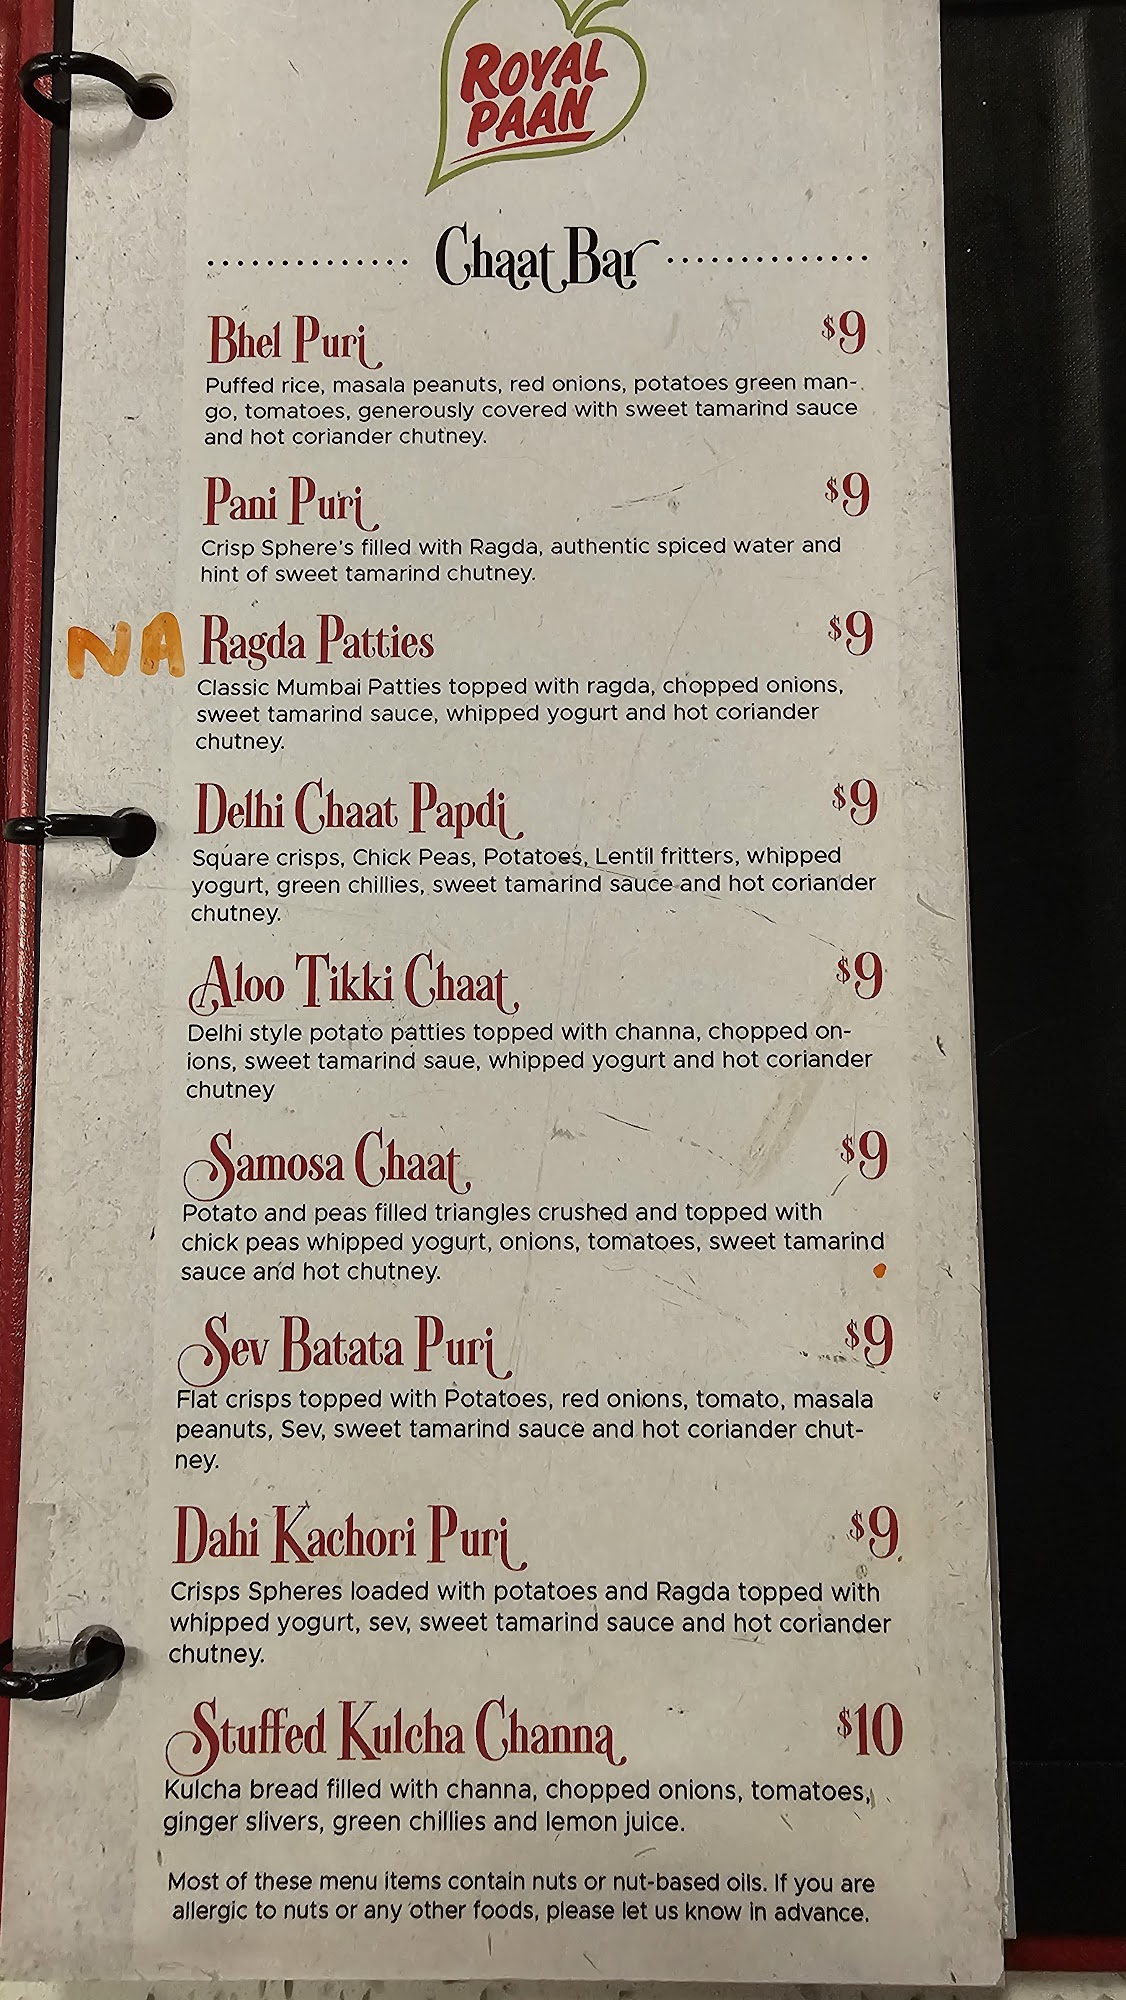 ROYAL
PAAN
Chaat Bar
Bhel Puri $9
Puffed rice, masala peanuts, red onions, potatoes green man-
go, tomatoes, generously covered with sweet tamarind sauce
and hot coriander chutney.
Pani Puri $9
Crisp Sphere's filled with Ragda, authentic spiced water and
hint of sweet tamarind chutney.
NA Ragda Patties $9
Classic Mumbai Patties topped with ragda, chopped onions,
sweet tamarind sauce, whipped yogurt and hot coriander
chutney.
Delhi Chaat Papdi $9
Square crisps, Chick Peas, Potatoes, Lentil fritters, whipped
yogurt, green chillies, sweet tamarind sauce and hot coriander
chutney.
Aloo Tikki Chaat $9
Delhi style potato patties topped with channa, chopped on-
ions, sweet tamarind saue, whipped yogurt and hot coriander
chutney
Samosa Chaat $9
Potato and peas filled triangles crushed and topped with
chick peas whipped yogurt, onions, tomatoes, sweet tamarind
sauce and hot chutney.
Sev Batata Puri $9
Flat crisps topped with Potatoes, red onions, tomato, masala
peanuts, Sev, sweet tamarind sauce and hot coriander chut-
ney.
Dahi Kachori Puri $9
Crisps Spheres loaded with potatoes and Ragda topped with
whipped yogurt, sev, sweet tamarind sauce and hot coriander
chutney.
Stuffed Kulcha Channa $10
Kulcha bread filled with channa, chopped onions, tomatoes,
ginger slivers, green chillies and lemon juice.
Most of these menu items contain nuts or nut-based oils. If you are
allergic to nuts or any other foods, please let us know in advance.